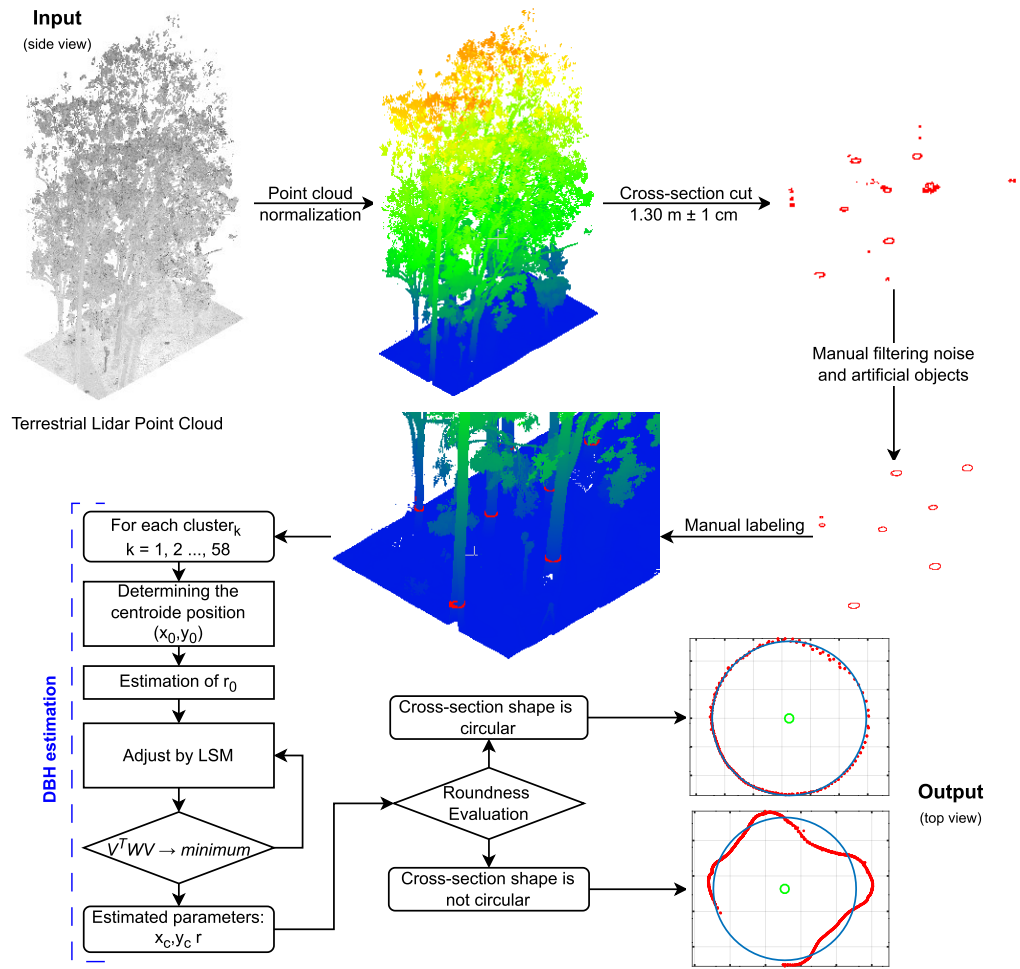 Input
(side view)
Point cloud
normalization
Cross-section cut
1.30 m ± 1 cm
Manual filtering noise
and artificial objects
Terrestrial Lidar Point Cloud
Manual labeling
DBH estimation
For each cluster_k
k = 1, 2 ..., 58
Determining the
centroide position
(x₀,y₀)
Estimation of r₀
Adjust by LSM
VᵀWV → minimum
Estimated parameters:
x_c,y_c r
Roundness
Evaluation
Cross-section shape is
circular
Cross-section shape is
not circular
Output
(top view)